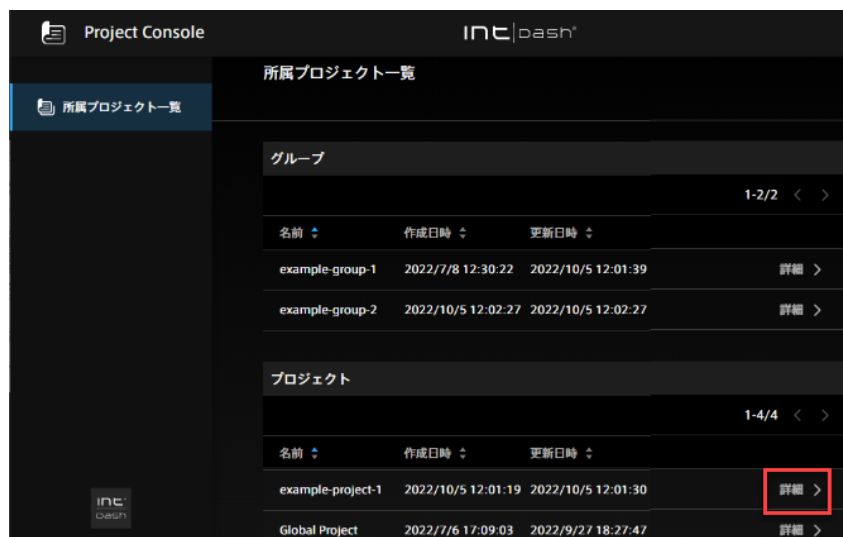 Project Console
int|dash®
所属プロジェクト一覧
所属プロジェクト一覧
グループ
1-2/2
名前 作成日時 更新日時
example-group-1 2022/7/8 12:30:22 2022/10/5 12:01:39 詳細
example-group-2 2022/10/5 12:02:27 2022/10/5 12:02:27 詳細
プロジェクト
1-4/4
名前 作成日時 更新日時
example-project-1 2022/10/5 12:01:19 2022/10/5 12:01:30 詳細
Global Project 2022/7/6 17:09:03 2022/9/27 18:27:47 詳細
int
dash